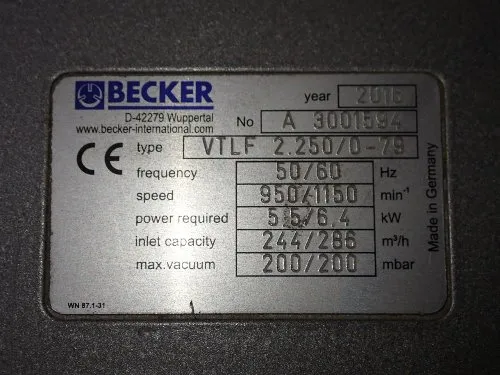 BECKER
D-42279 Wuppertal
www.becker-international.com
year 2016
No A 3001594
CE type VTLF 2.250/0-79
frequency 50/60 Hz
speed 950/1150 min⁻¹
power required 5.5/6.4 kW
inlet capacity 244/286 m³/h
max.vacuum 200/200 mbar
Made in Germany
WN 87.1-31